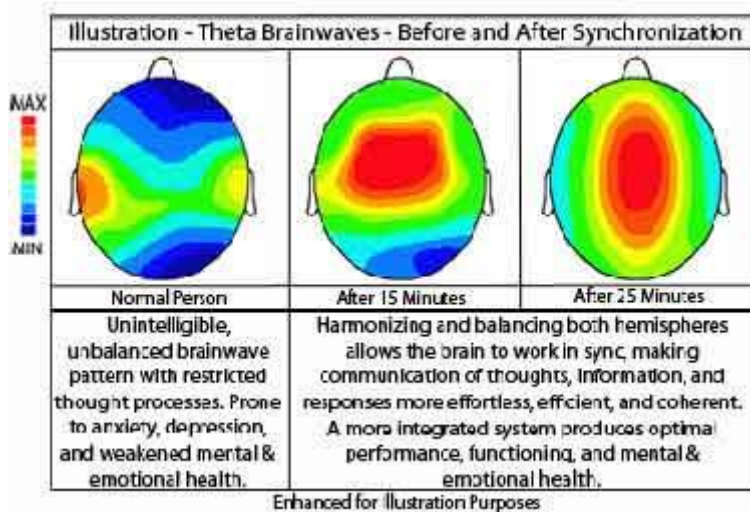 Illustration - Theta Brainwaves - Before and After Synchronization
MAX
MIN
Normal Person
After 15 Minutes
After 25 Minutes
Unintelligible,
unbalanced brainwave
pattern with restricted
thought processes. Prone
to anxiety, depression,
and weakened mental &
emotional health.
Harmonizing and balancing both hemispheres
allows the brain to work in sync, making
communication of thoughts, information, and
responses more effortless, efficient, and coherent.
A more integrated system produces optimal
performance, functioning, and mental &
emotional health.
Enhanced for Illustration Purposes